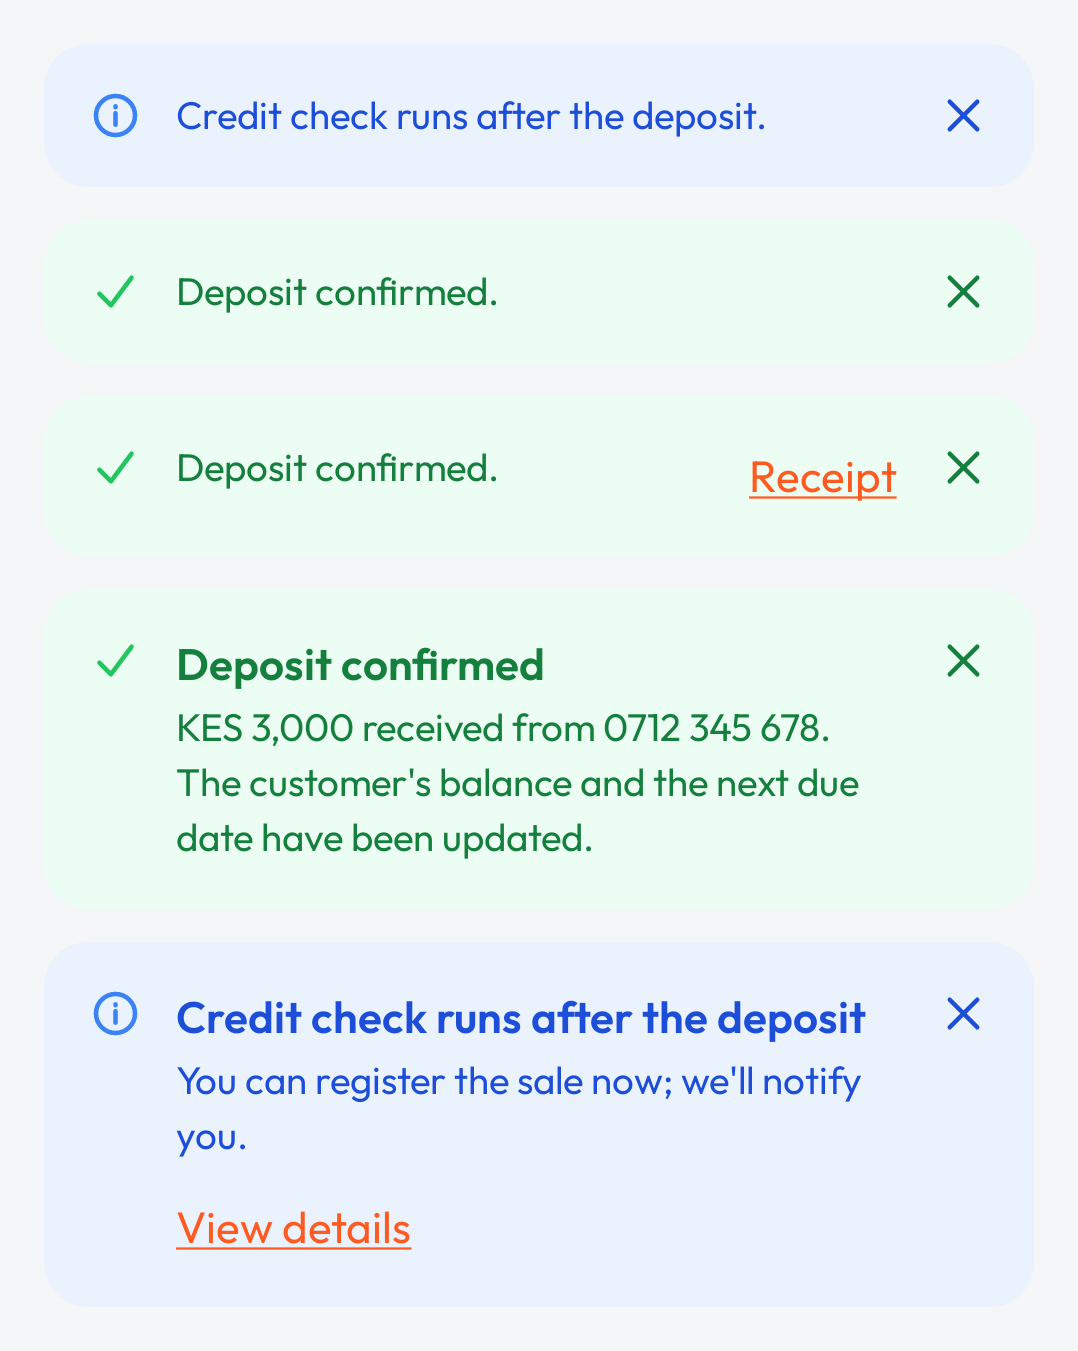 Credit check runs after the deposit.
Deposit confirmed.
Deposit confirmed. Receipt
Deposit confirmed
KES 3,000 received from 0712 345 678.
The customer's balance and the next due
date have been updated.
Credit check runs after the deposit
You can register the sale now; we'll notify
you.
View details